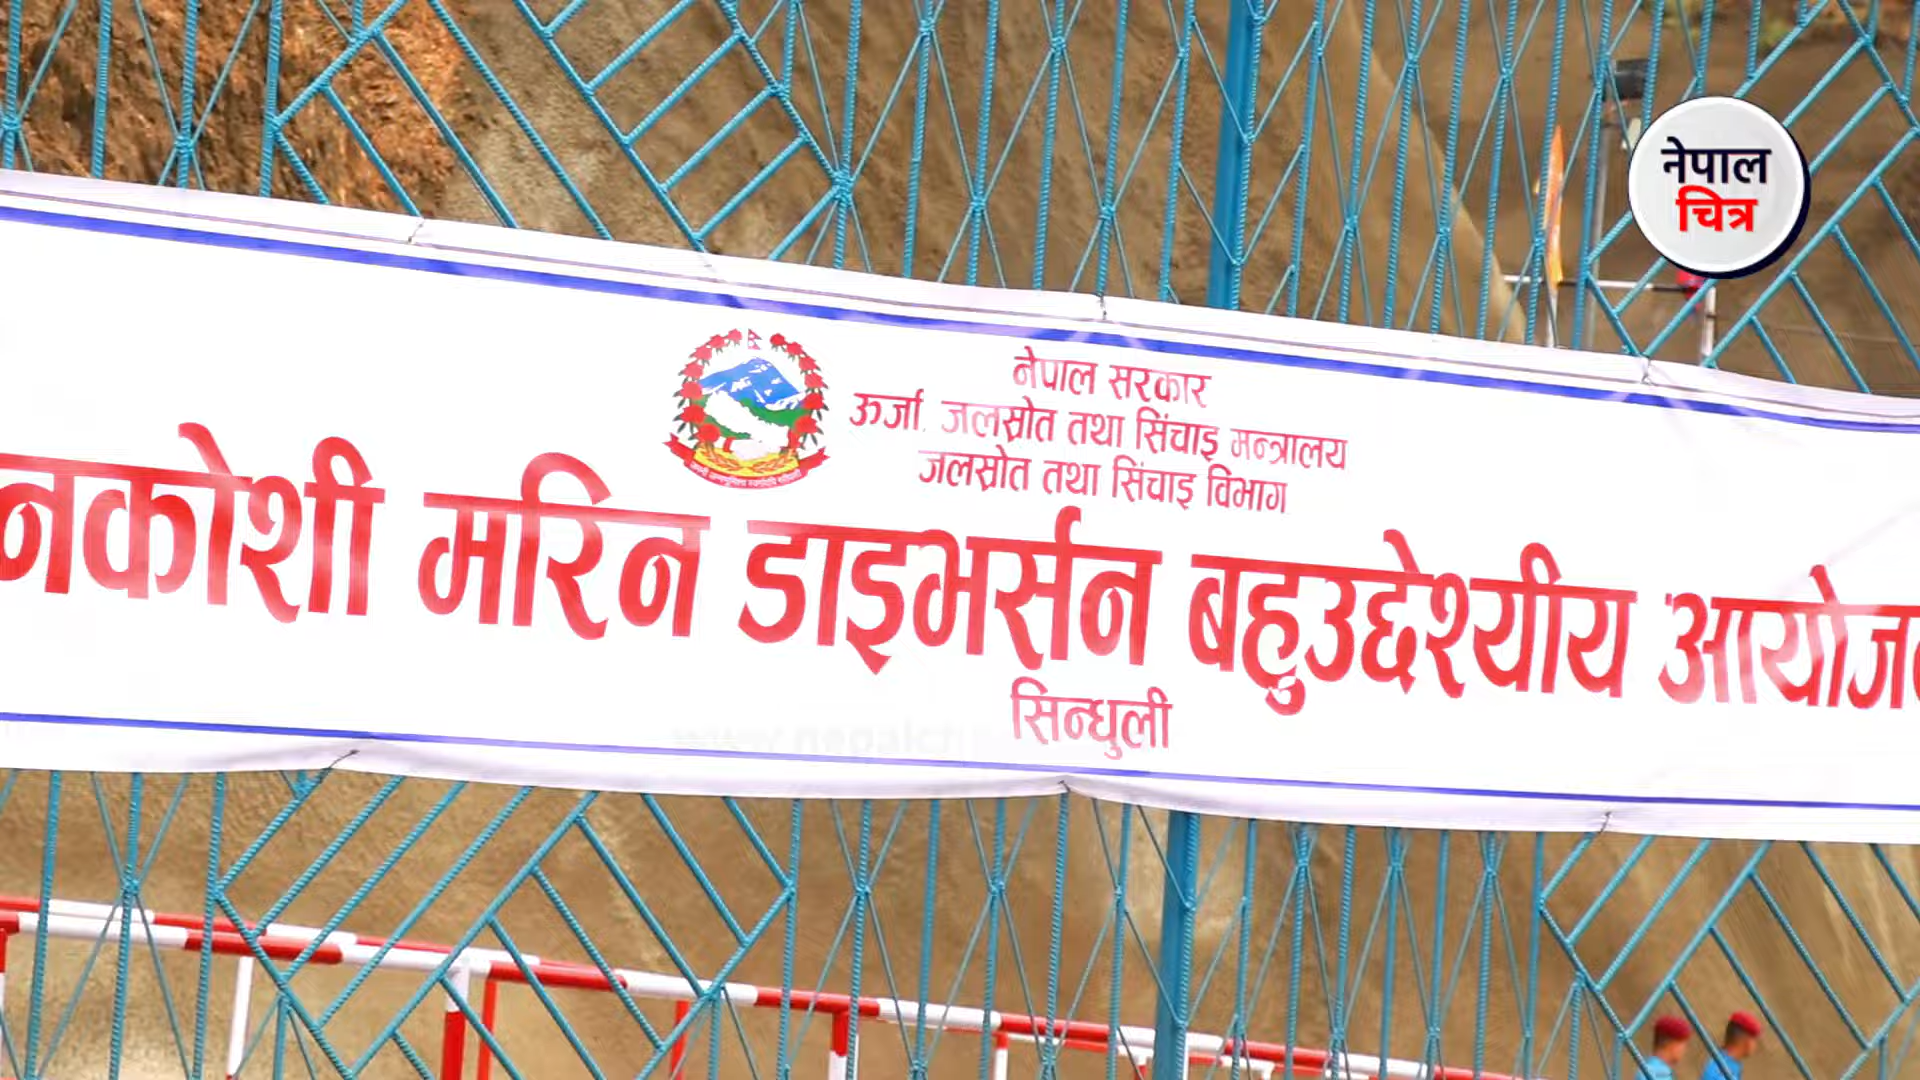 नेपाल
चित्र
नेपाल सरकार
ऊर्जा, जलस्रोत तथा सिंचाइ मन्त्रालय
जलस्रोत तथा सिंचाइ विभाग
नकोशी मरिन डाइभर्सन बहुउद्देश्यीय आयोज
सिन्धुली